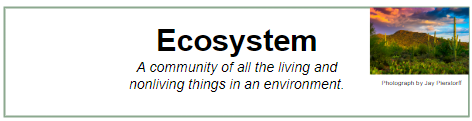 Ecosystem
A community of all the living and
nonliving things in an environment.
Photograph by Jay Pierstorff